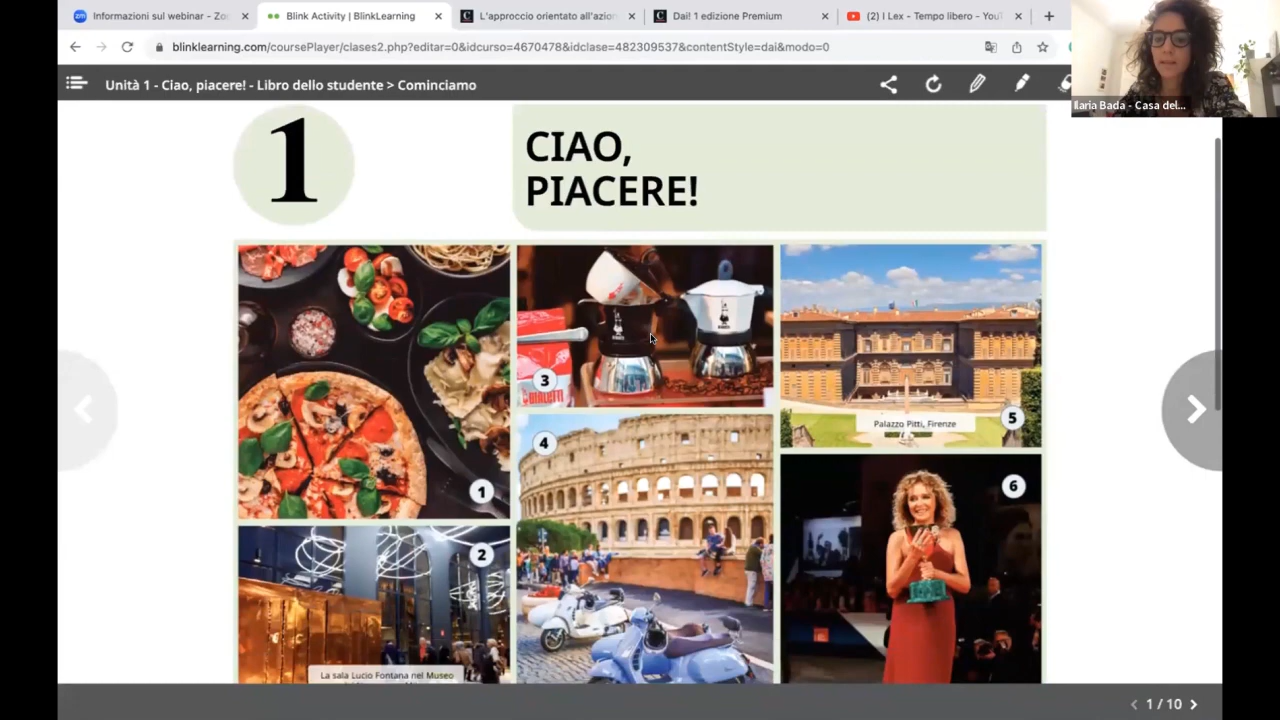 Informazioni sul webinar - Zo
Blink Activity | BlinkLearning
L'approccio orientato all'azion
Dai! 1 edizione Premium
(2) I Lex - Tempo libero - You
blinklearning.com/coursePlayer/clases2.php?editar=0&idcurso=4670478&idclase=482309537&contentStyle=dai&modo=0
Unità 1 - Ciao, piacere! - Libro dello studente > Cominciamo
Ilaria Bada - Casa del...
1
CIAO,
PIACERE!
1
2
La sala Lucio Fontana nel Museo
3
BIALETTI
4
5
Palazzo Pitti, Firenze
6
1 / 10